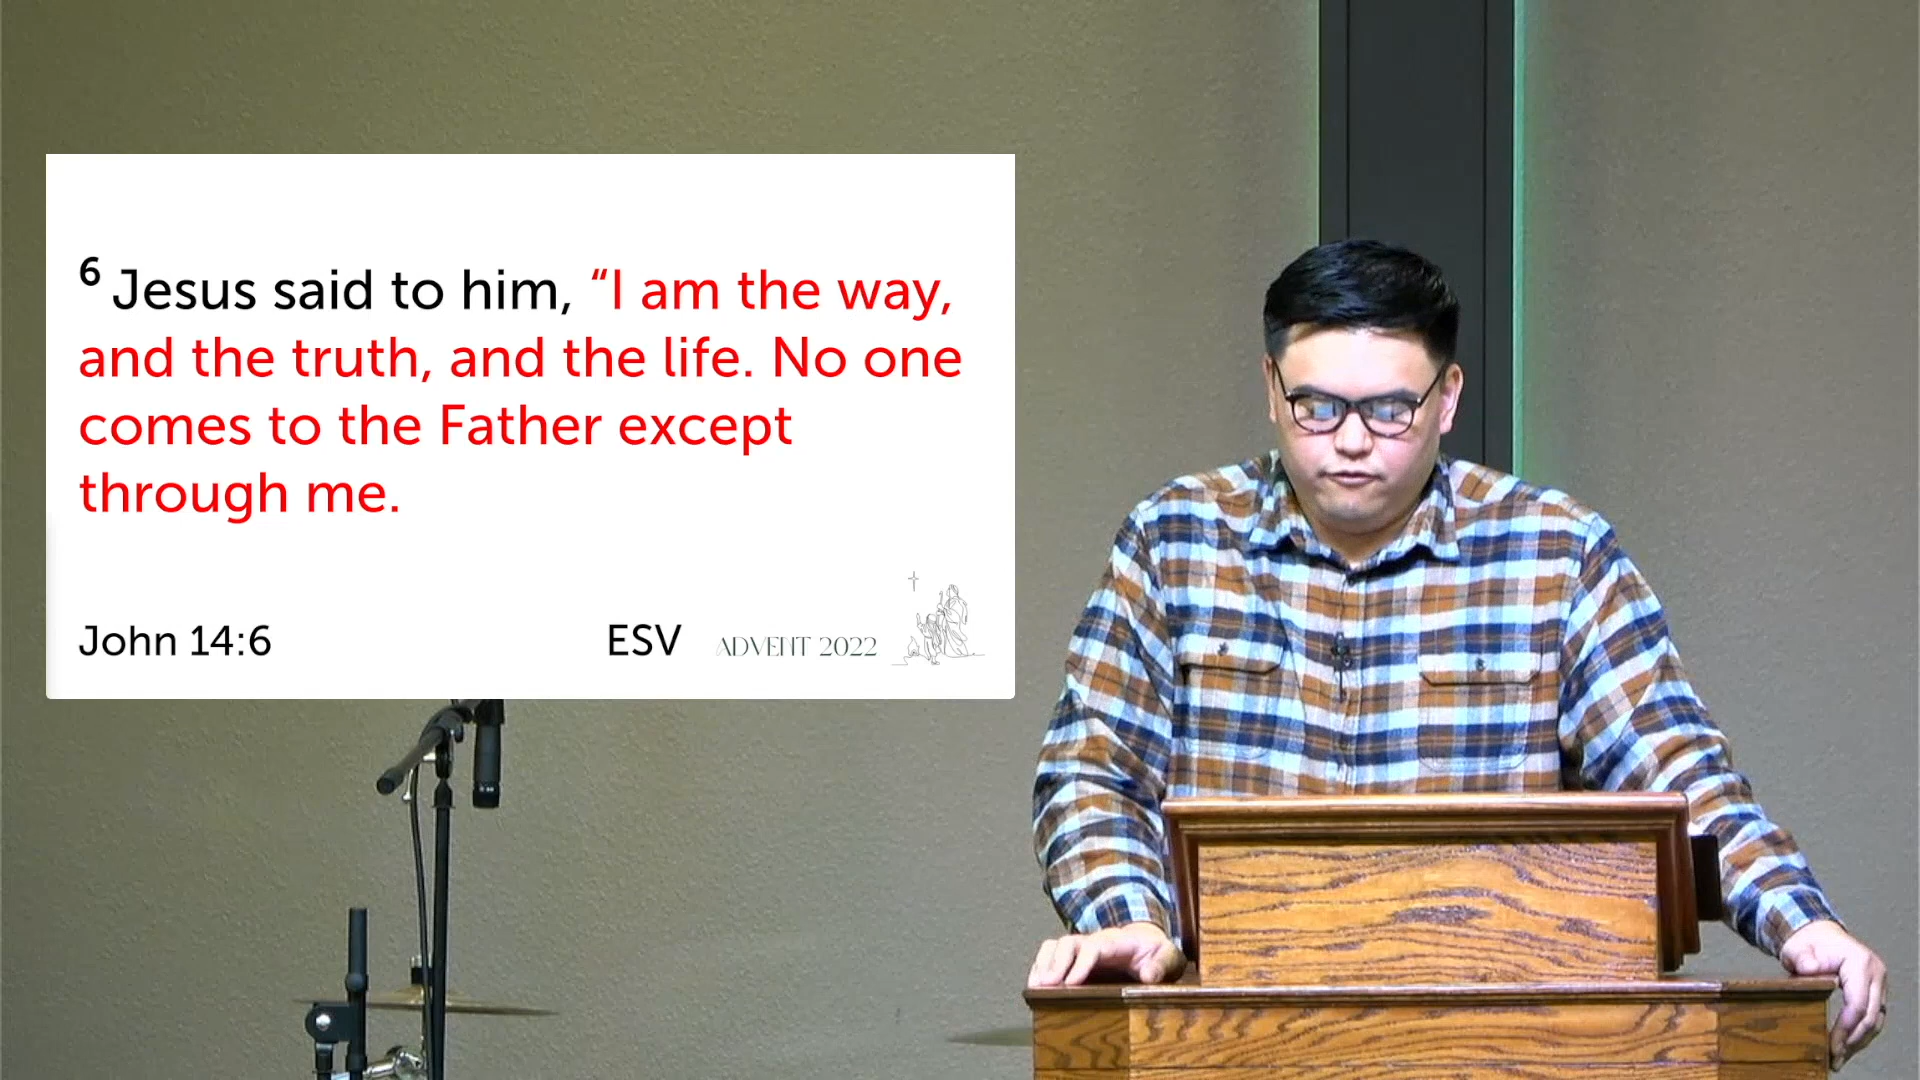 6 Jesus said to him, “I am the way,
and the truth, and the life. No one
comes to the Father except
through me.
John 14:6 ESV ADVENT 2022